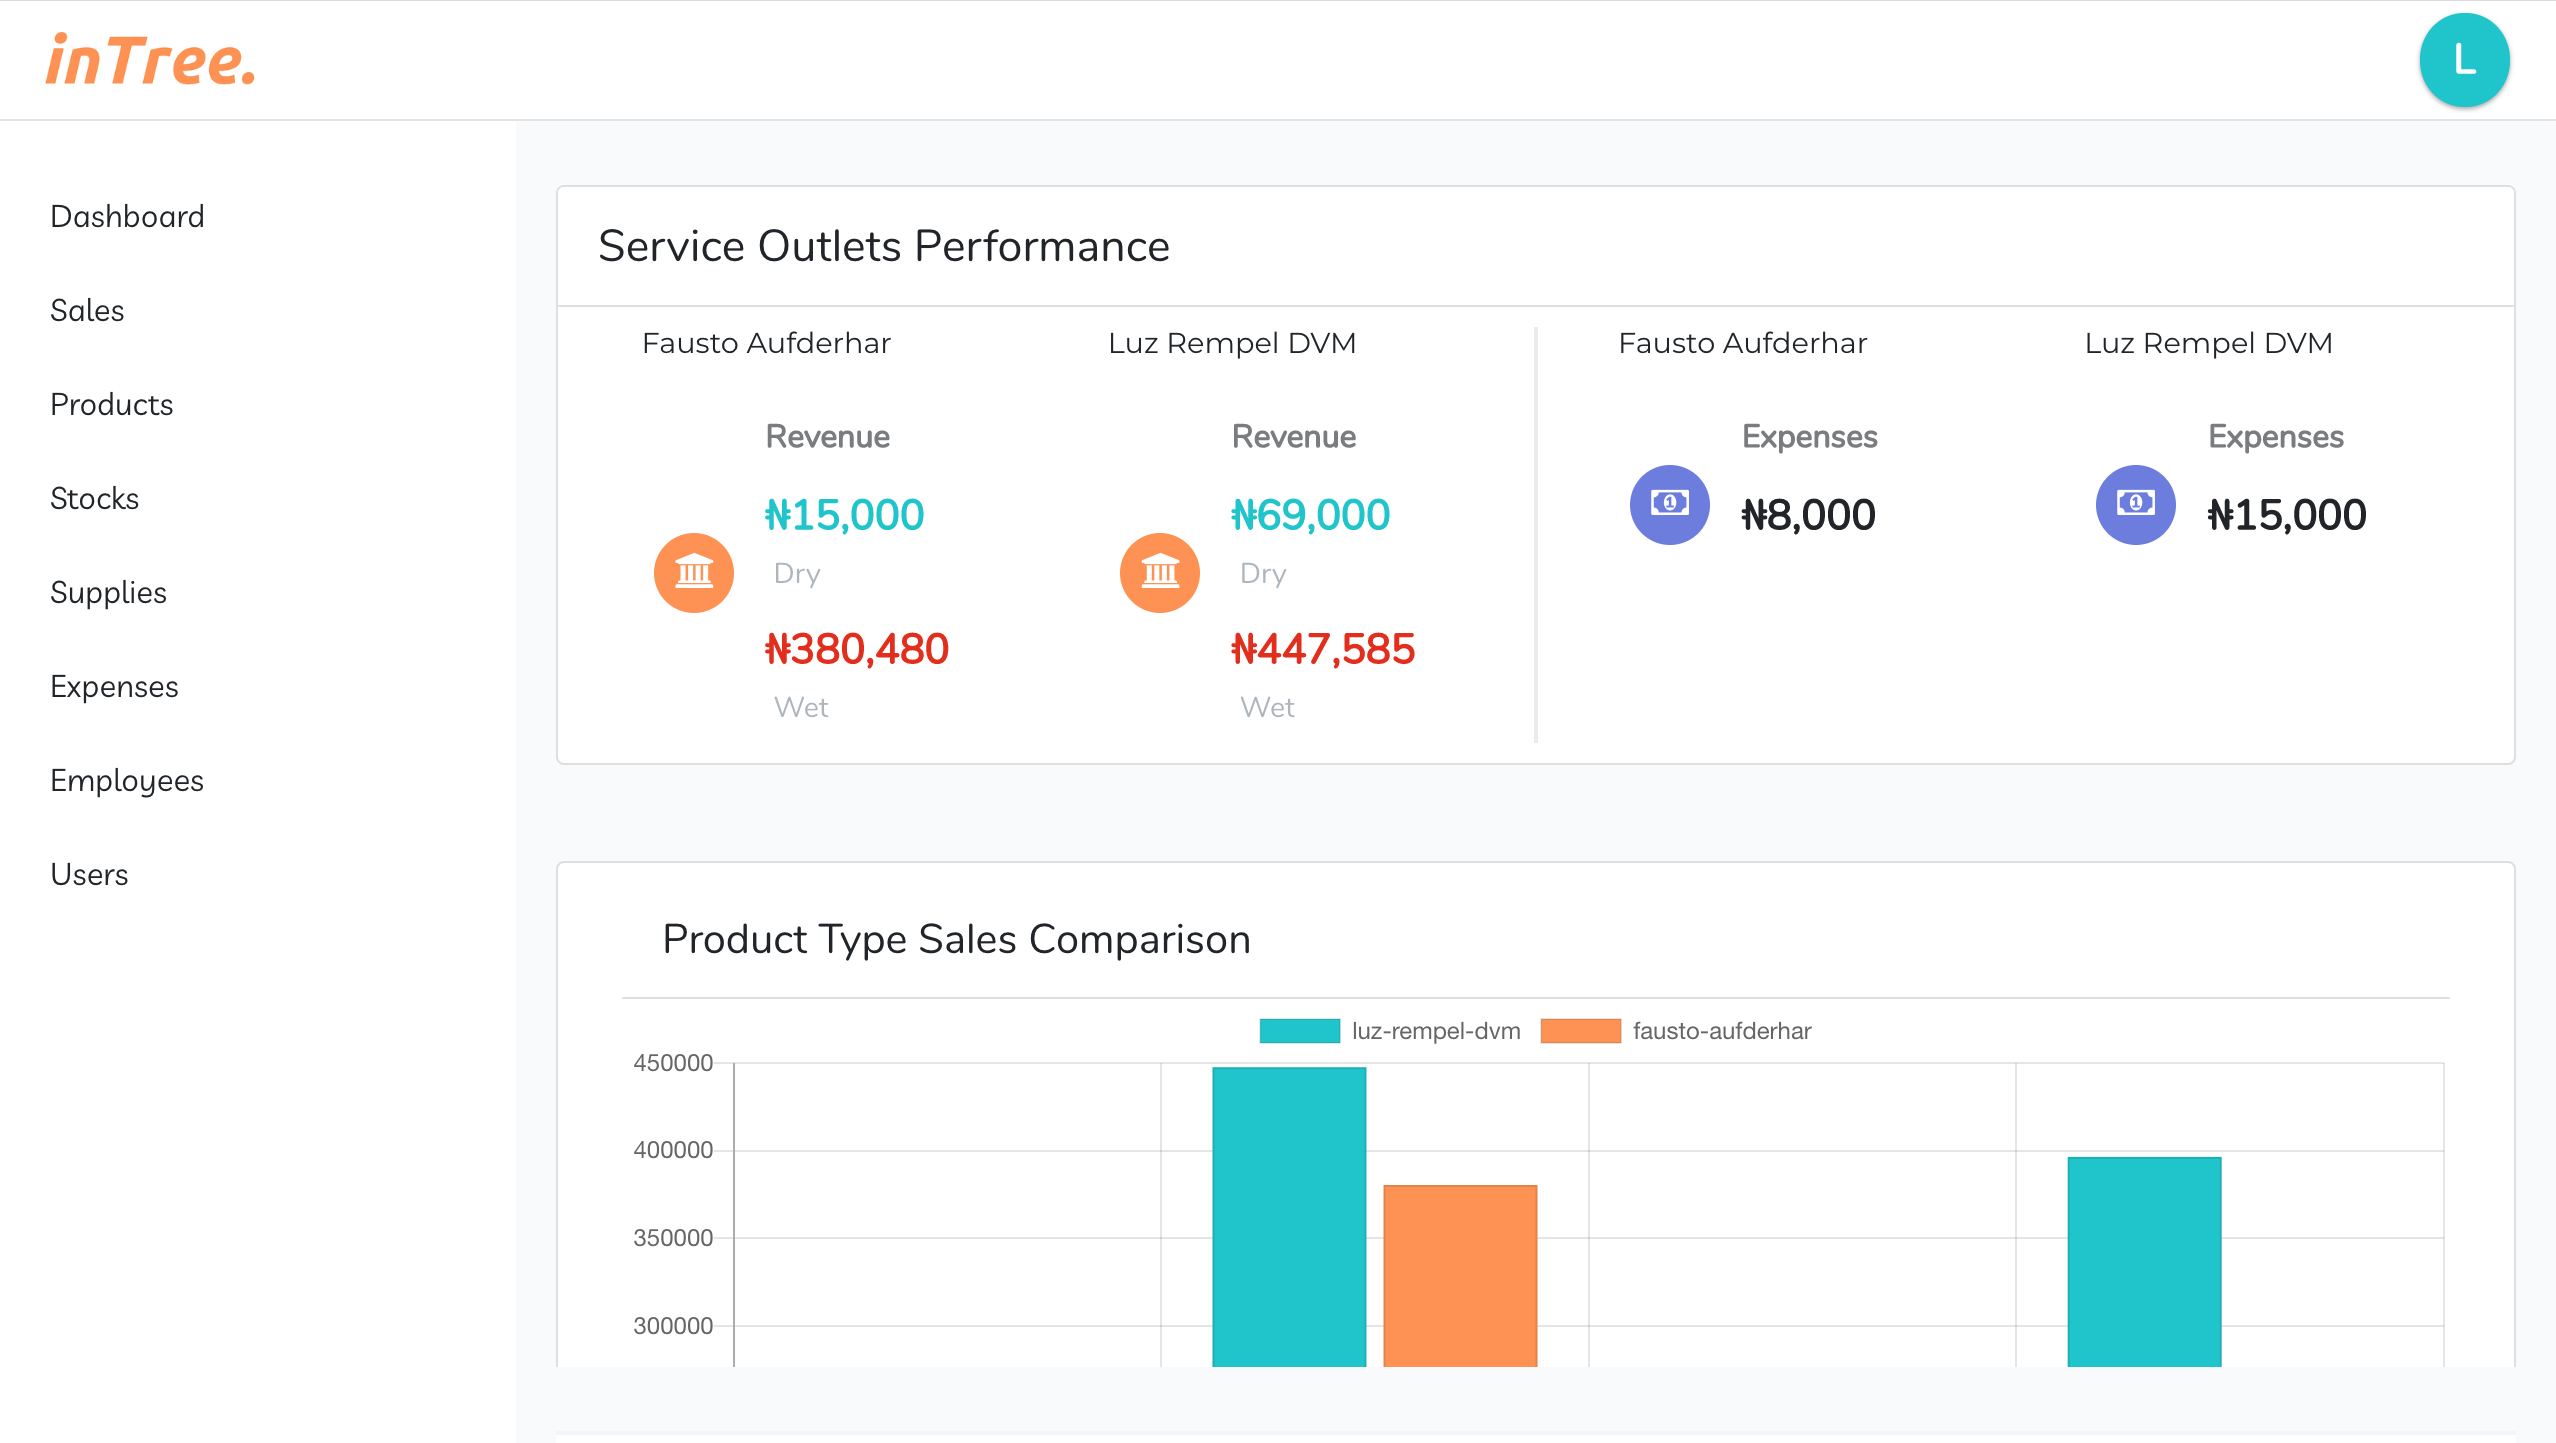 inTree.
L
Dashboard
Sales
Products
Stocks
Supplies
Expenses
Employees
Users
Service Outlets Performance
Fausto Aufderhar
Revenue
₦15,000
Dry
₦380,480
Wet
Luz Rempel DVM
Revenue
₦69,000
Dry
₦447,585
Wet
Fausto Aufderhar
Expenses
₦8,000
Luz Rempel DVM
Expenses
₦15,000
Product Type Sales Comparison
luz-rempel-dvm
fausto-aufderhar
450000
400000
350000
300000